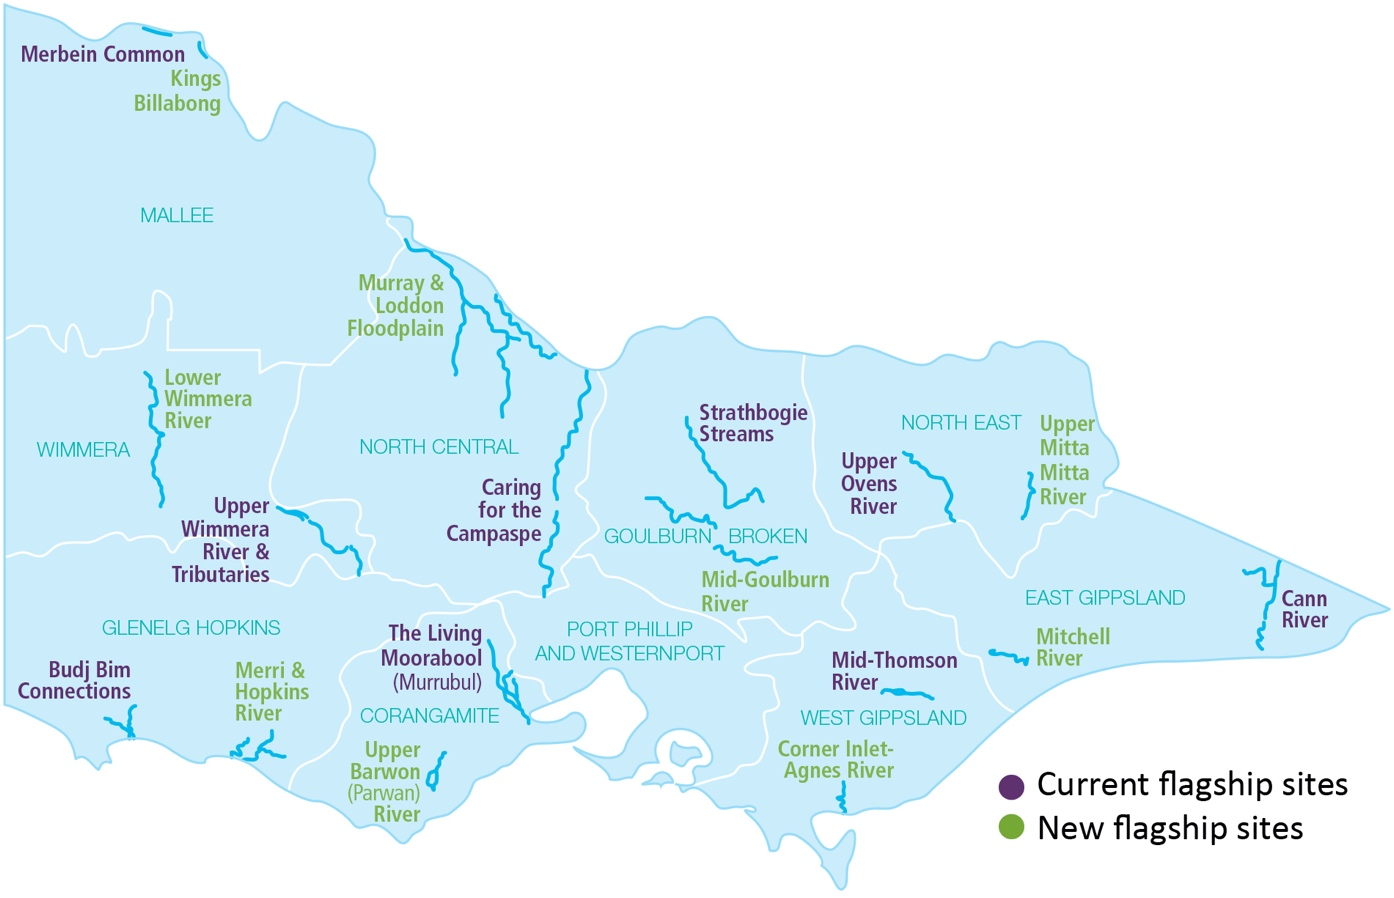 Merbein Common
Kings
Billabong
MALLEE
Murray &
Loddon
Floodplain
Lower
Wimmera
River
WIMMERA
NORTH CENTRAL
Upper
Wimmera
River &
Tributaries
Caring
for the
Campaspe
Strathbogie
Streams
GOULBURN BROKEN
Mid-Goulburn
River
NORTH EAST
Upper
Ovens
River
Upper
Mitta
Mitta
River
EAST GIPPSLAND
Cann
River
Mitchell
River
GLENELG HOPKINS
Budj Bim
Connections
Merri &
Hopkins
River
The Living
Moorabool
(Murrubul)
CORANGAMITE
Upper
Barwon
(Parwan)
River
PORT PHILLIP
AND WESTERNPORT
Mid-Thomson
River
WEST GIPPSLAND
Corner Inlet-
Agnes River
Current flagship sites
New flagship sites